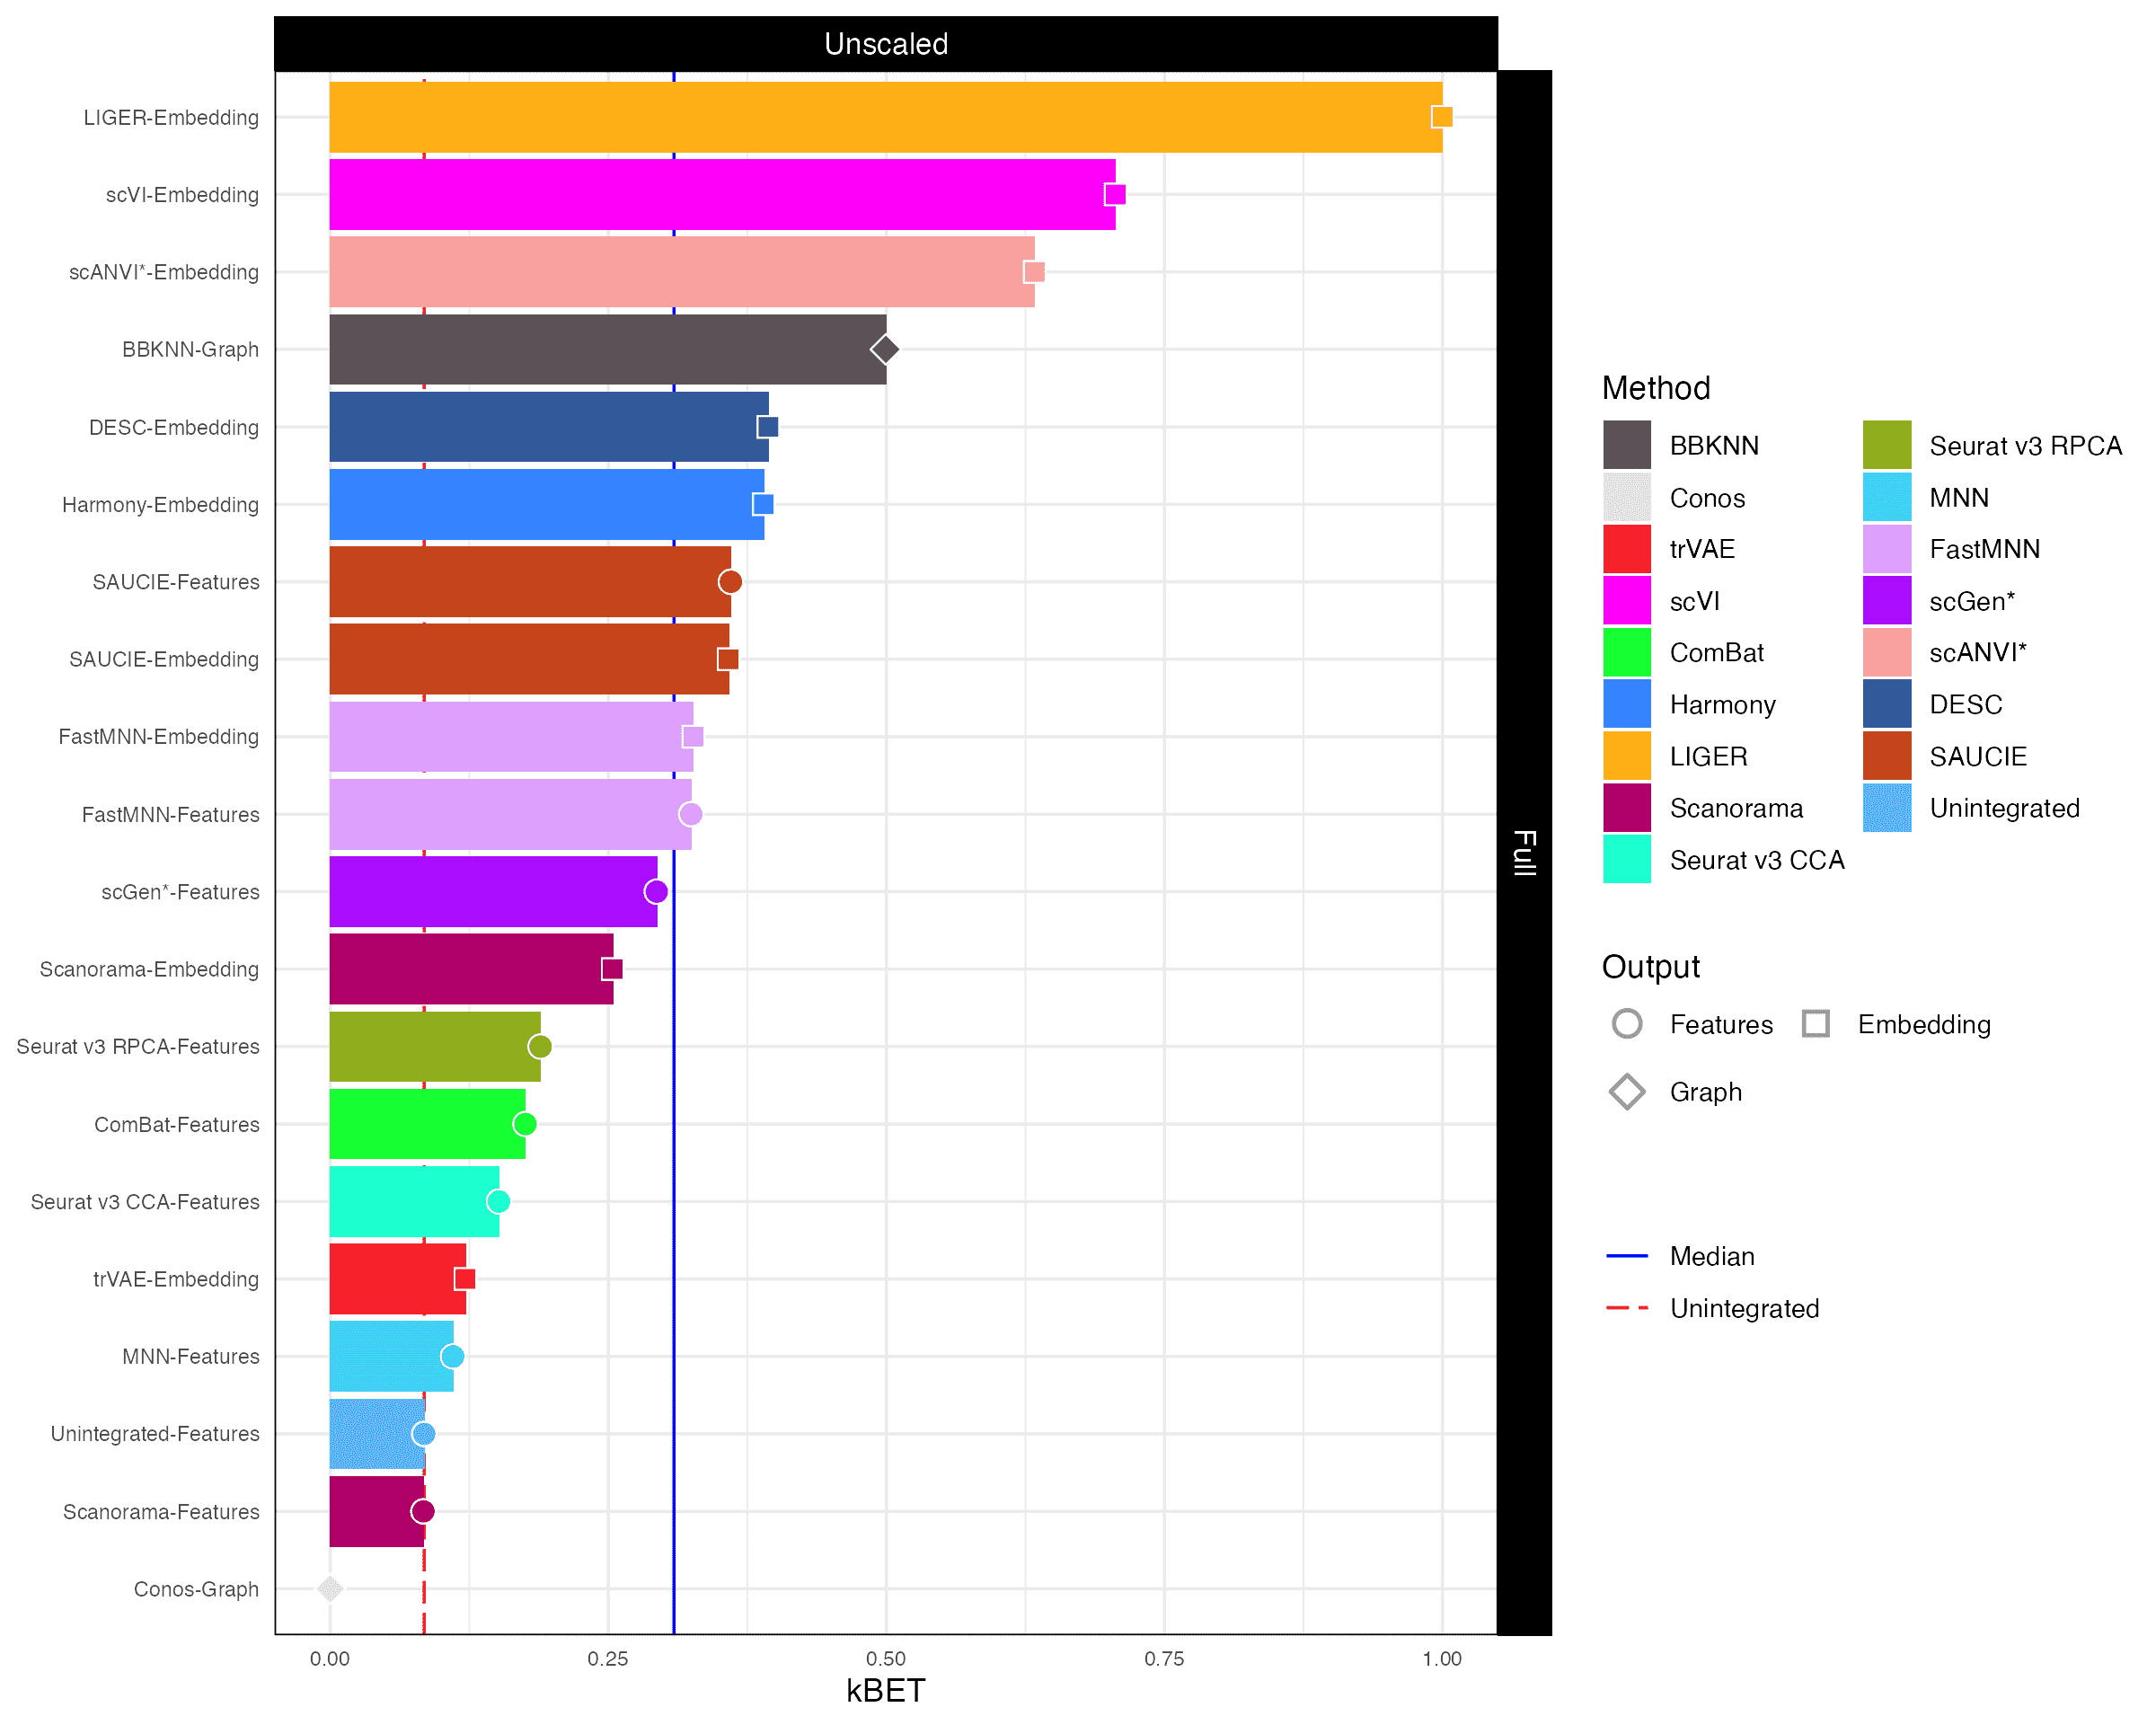 Unscaled
LIGER-Embedding
scVI-Embedding
scANVI*-Embedding
BBKNN-Graph
DESC-Embedding
Harmony-Embedding
SAUCIE-Features
SAUCIE-Embedding
FastMNN-Embedding
FastMNN-Features
scGen*-Features
Scanorama-Embedding
Seurat v3 RPCA-Features
ComBat-Features
Seurat v3 CCA-Features
trVAE-Embedding
MNN-Features
Unintegrated-Features
Scanorama-Features
Conos-Graph
0.00 0.25 0.50 0.75 1.00
kBET
Full
Method
BBKNN
Conos
trVAE
scVI
ComBat
Harmony
LIGER
Scanorama
Seurat v3 CCA
Seurat v3 RPCA
MNN
FastMNN
scGen*
scANVI*
DESC
SAUCIE
Unintegrated
Output
Features Embedding
Graph
Median
Unintegrated